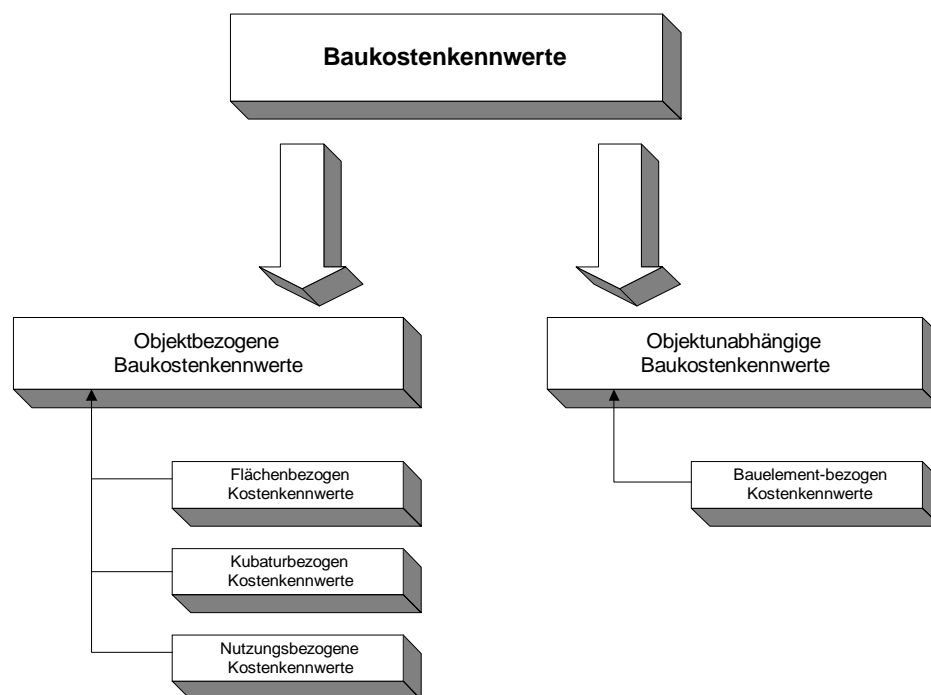 Baukostenkennwerte
Objektbezogene
Baukostenkennwerte
Flächenbezogen
Kostenkennwerte
Kubaturbezogen
Kostenkennwerte
Nutzungsbezogene
Kostenkennwerte
Objektunabhängige
Baukostenkennwerte
Bauelement-bezogen
Kostenkennwerte